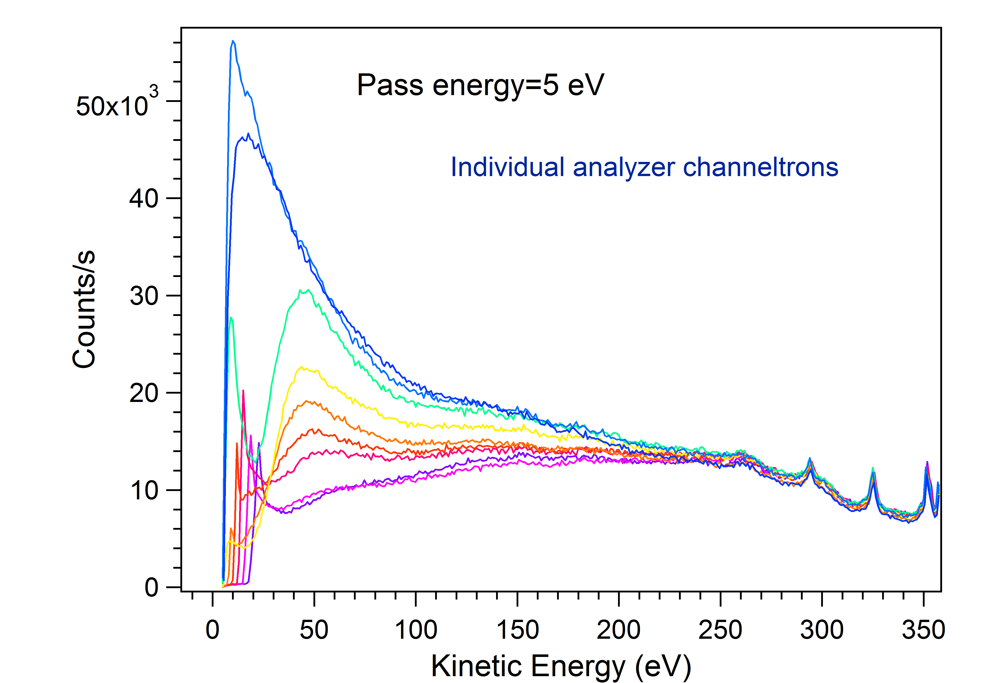 Pass energy=5 eV
Individual analyzer channeltrons
Counts/s
50x10³
40
30
20
10
0
0 50 100 150 200 250 300 350
Kinetic Energy (eV)